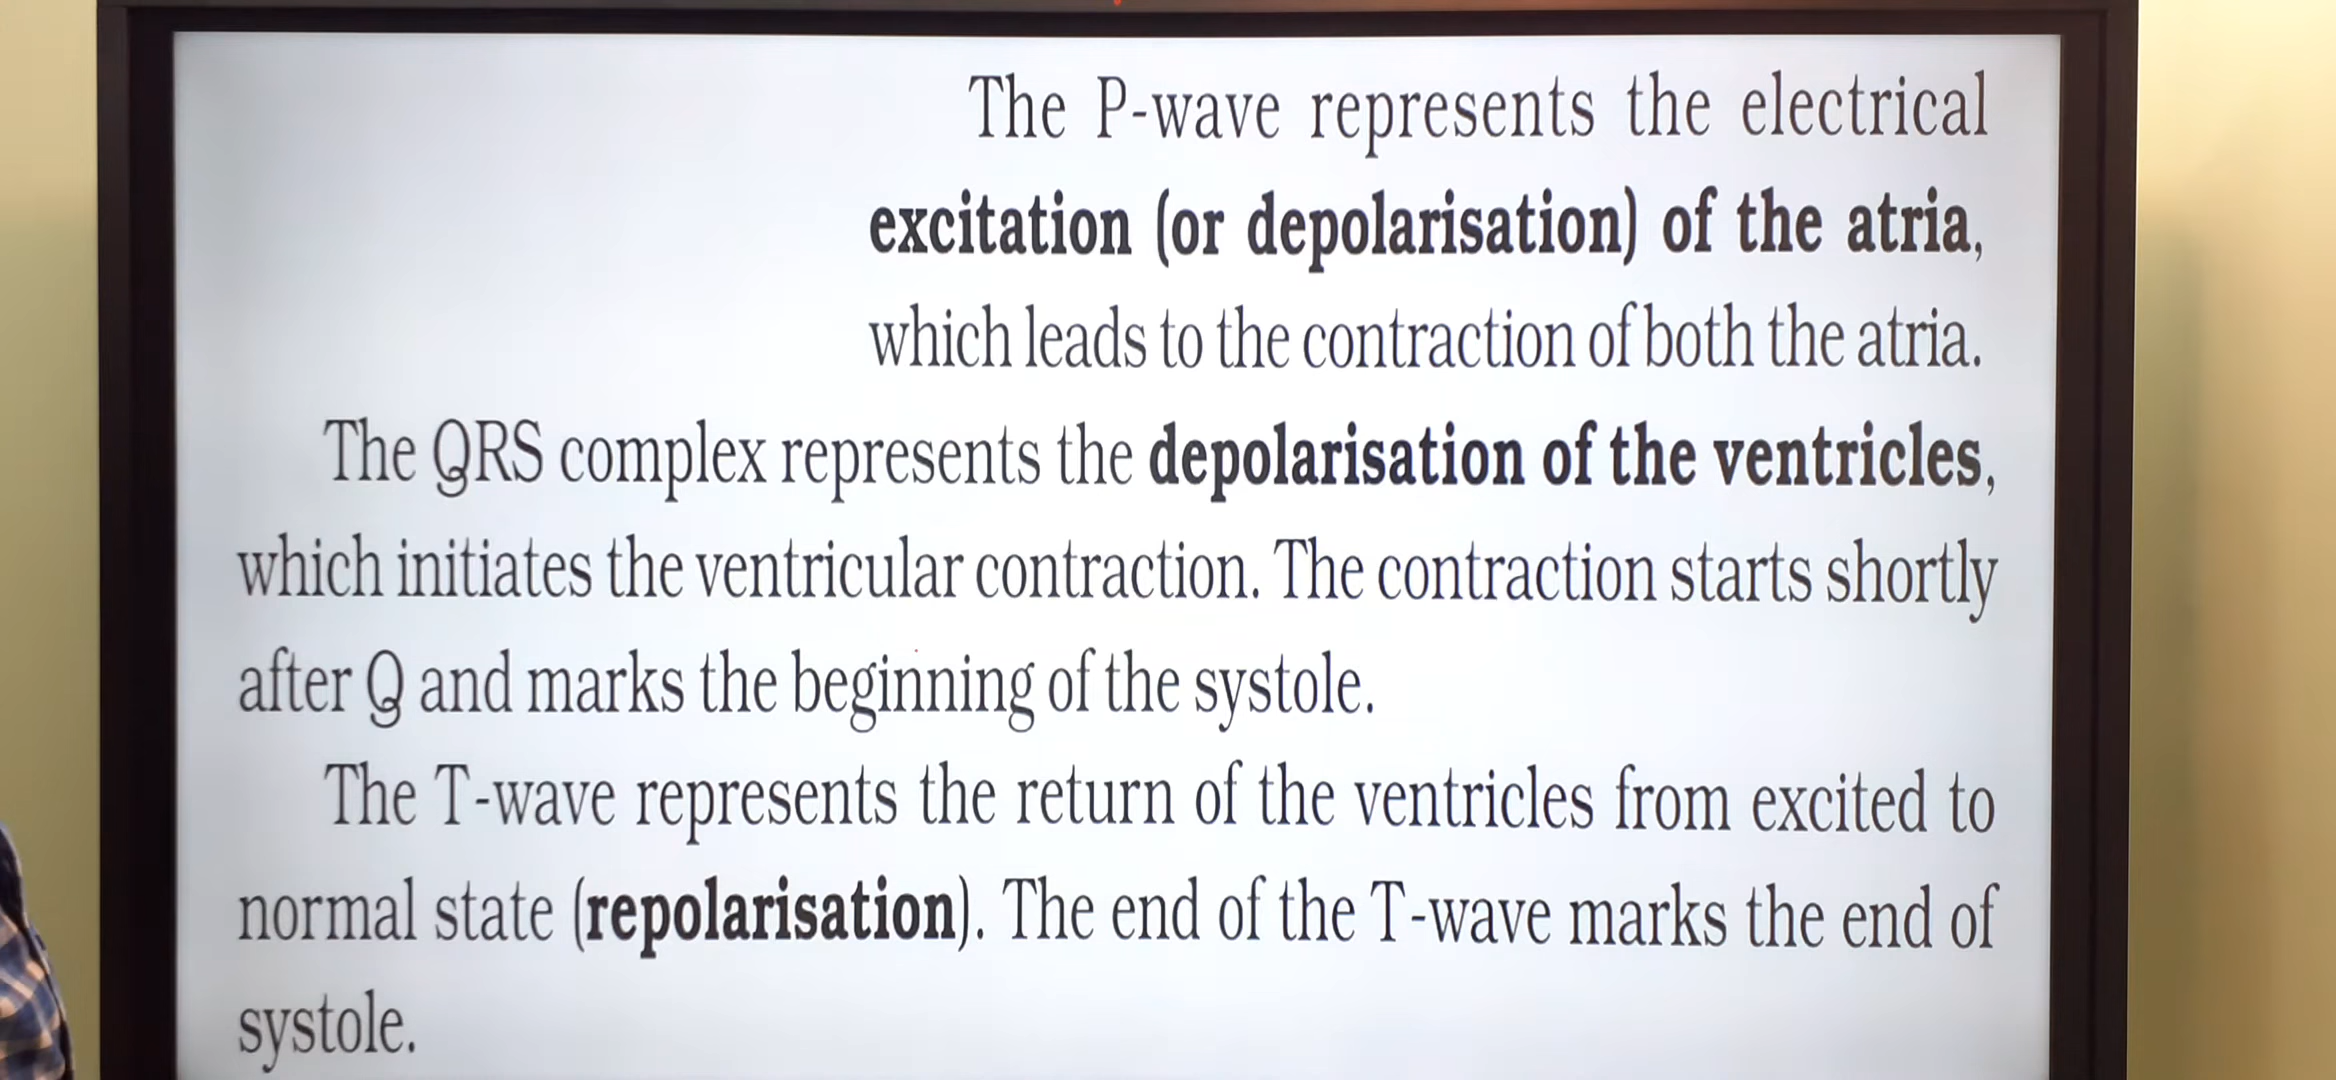 The P-wave represents the electrical
excitation (or depolarisation) of the atria,
which leads to the contraction of both the atria.
The QRS complex represents the depolarisation of the ventricles,
which initiates the ventricular contraction. The contraction starts shortly
after Q and marks the beginning of the systole.
The T-wave represents the return of the ventricles from excited to
normal state (repolarisation). The end of the T-wave marks the end of
systole.